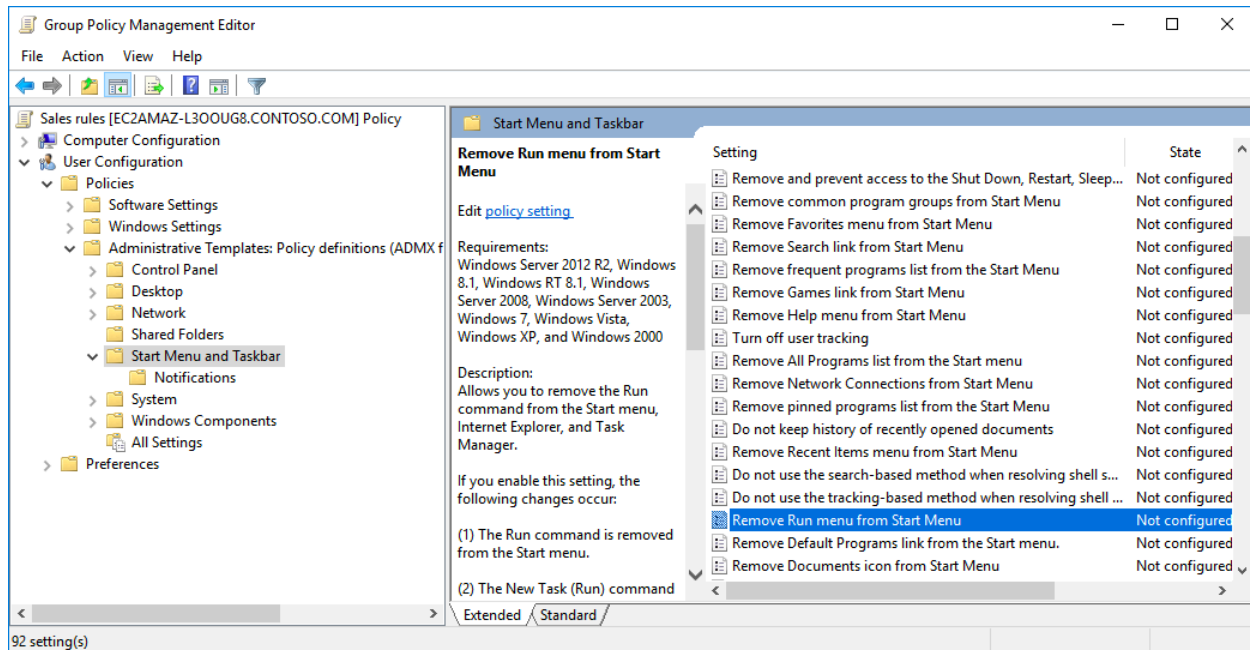 Group Policy Management Editor
File Action View Help
Sales rules [EC2AMAZ-L3OOUG8.CONTOSO.COM] Policy
Computer Configuration
User Configuration
Policies
Software Settings
Windows Settings
Administrative Templates: Policy definitions (ADMX f
Control Panel
Desktop
Network
Shared Folders
Start Menu and Taskbar
Notifications
System
Windows Components
All Settings
Preferences
Start Menu and Taskbar
Remove Run menu from Start
Menu
Edit policy setting
Requirements:
Windows Server 2012 R2, Windows
8.1, Windows RT 8.1, Windows
Server 2008, Windows Server 2003,
Windows 7, Windows Vista,
Windows XP, and Windows 2000
Description:
Allows you to remove the Run
command from the Start menu,
Internet Explorer, and Task
Manager.
If you enable this setting, the
following changes occur:
(1) The Run command is removed
from the Start menu.
(2) The New Task (Run) command
Setting State
Remove and prevent access to the Shut Down, Restart, Sleep... Not configured
Remove common program groups from Start Menu Not configured
Remove Favorites menu from Start Menu Not configured
Remove Search link from Start Menu Not configured
Remove frequent programs list from the Start Menu Not configured
Remove Games link from Start Menu Not configured
Remove Help menu from Start Menu Not configured
Turn off user tracking Not configured
Remove All Programs list from the Start menu Not configured
Remove Network Connections from Start Menu Not configured
Remove pinned programs list from the Start Menu Not configured
Do not keep history of recently opened documents Not configured
Remove Recent Items menu from Start Menu Not configured
Do not use the search-based method when resolving shell s... Not configured
Do not use the tracking-based method when resolving shell ... Not configured
Remove Run menu from Start Menu Not configured
Remove Default Programs link from the Start menu. Not configured
Remove Documents icon from Start Menu Not configured
Extended Standard
92 setting(s)